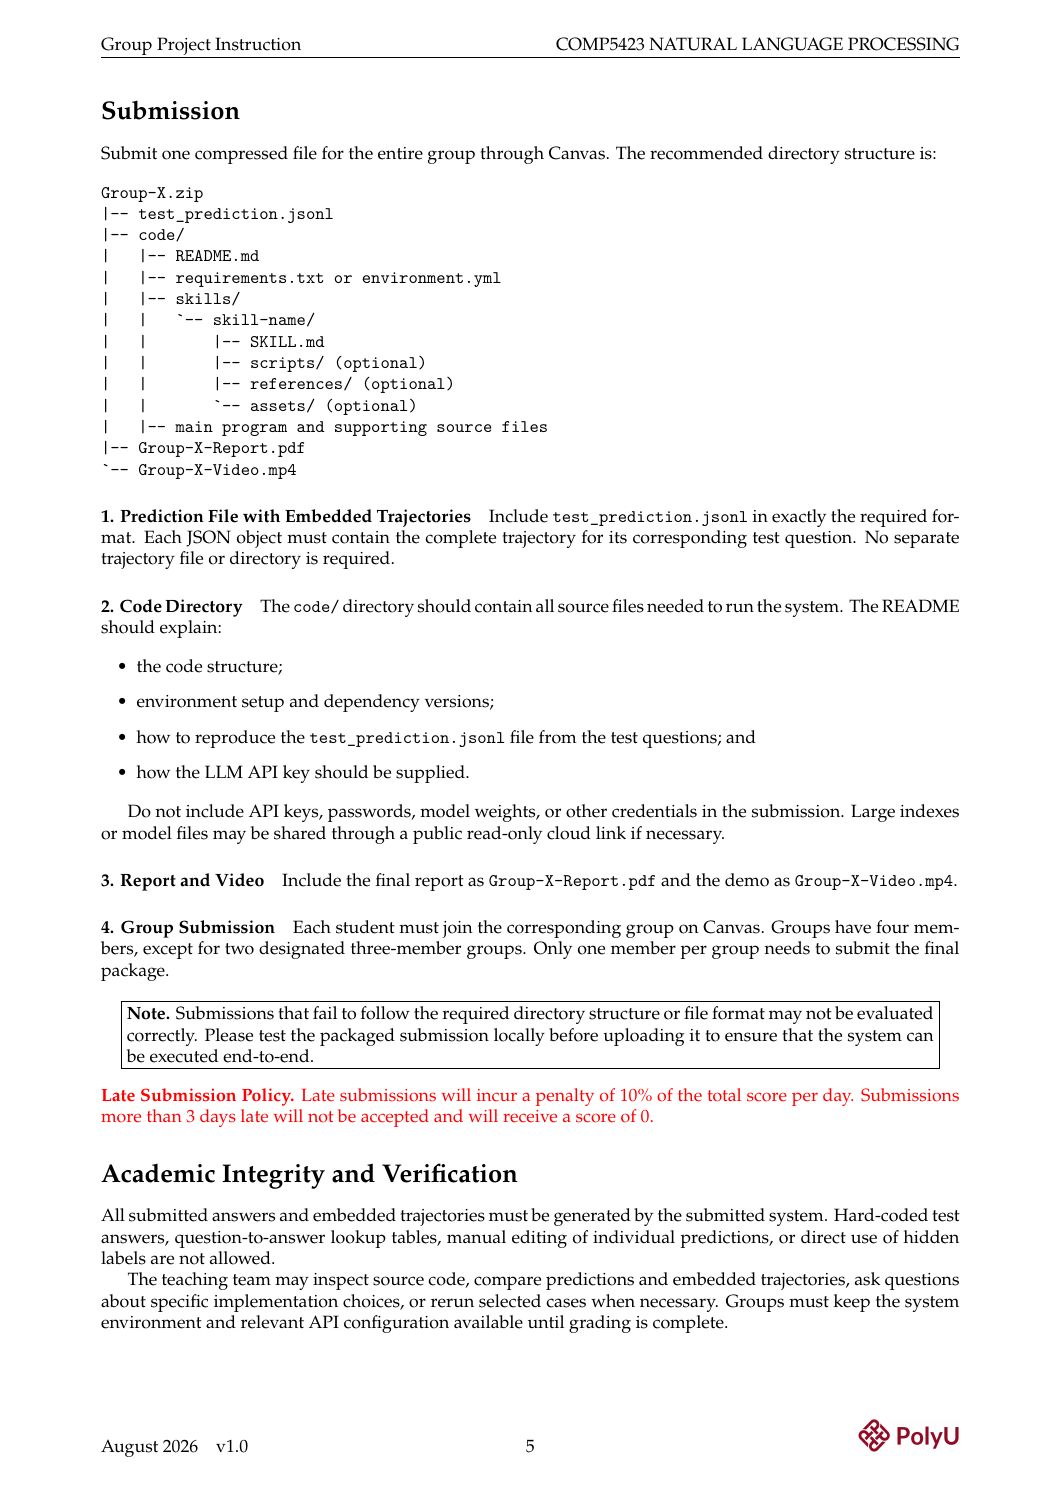 Group Project Instruction COMP5423 NATURAL LANGUAGE PROCESSING
Submission
Submit one compressed file for the entire group through Canvas. The recommended directory structure is:
Group-X.zip
|-- test_prediction.jsonl
|-- code/
|   |-- README.md
|   |-- requirements.txt or environment.yml
|   |-- skills/
|   |   `-- skill-name/
|   |       |-- SKILL.md
|   |       |-- scripts/ (optional)
|   |       |-- references/ (optional)
|   |       `-- assets/ (optional)
|   |-- main program and supporting source files
|-- Group-X-Report.pdf
`-- Group-X-Video.mp4
1. Prediction File with Embedded Trajectories Include test_prediction.jsonl in exactly the required for-
mat. Each JSON object must contain the complete trajectory for its corresponding test question. No separate
trajectory file or directory is required.
2. Code Directory The code/ directory should contain all source files needed to run the system. The README
should explain:
• the code structure;
• environment setup and dependency versions;
• how to reproduce the test_prediction.jsonl file from the test questions; and
• how the LLM API key should be supplied.
Do not include API keys, passwords, model weights, or other credentials in the submission. Large indexes
or model files may be shared through a public read-only cloud link if necessary.
3. Report and Video Include the final report as Group-X-Report.pdf and the demo as Group-X-Video.mp4.
4. Group Submission Each student must join the corresponding group on Canvas. Groups have four mem-
bers, except for two designated three-member groups. Only one member per group needs to submit the final
package.
Note. Submissions that fail to follow the required directory structure or file format may not be evaluated
correctly. Please test the packaged submission locally before uploading it to ensure that the system can
be executed end-to-end.
Late Submission Policy. Late submissions will incur a penalty of 10% of the total score per day. Submissions
more than 3 days late will not be accepted and will receive a score of 0.
Academic Integrity and Verification
All submitted answers and embedded trajectories must be generated by the submitted system. Hard-coded test
answers, question-to-answer lookup tables, manual editing of individual predictions, or direct use of hidden
labels are not allowed.
The teaching team may inspect source code, compare predictions and embedded trajectories, ask questions
about specific implementation choices, or rerun selected cases when necessary. Groups must keep the system
environment and relevant API configuration available until grading is complete.
August 2026 v1.0 5 PolyU